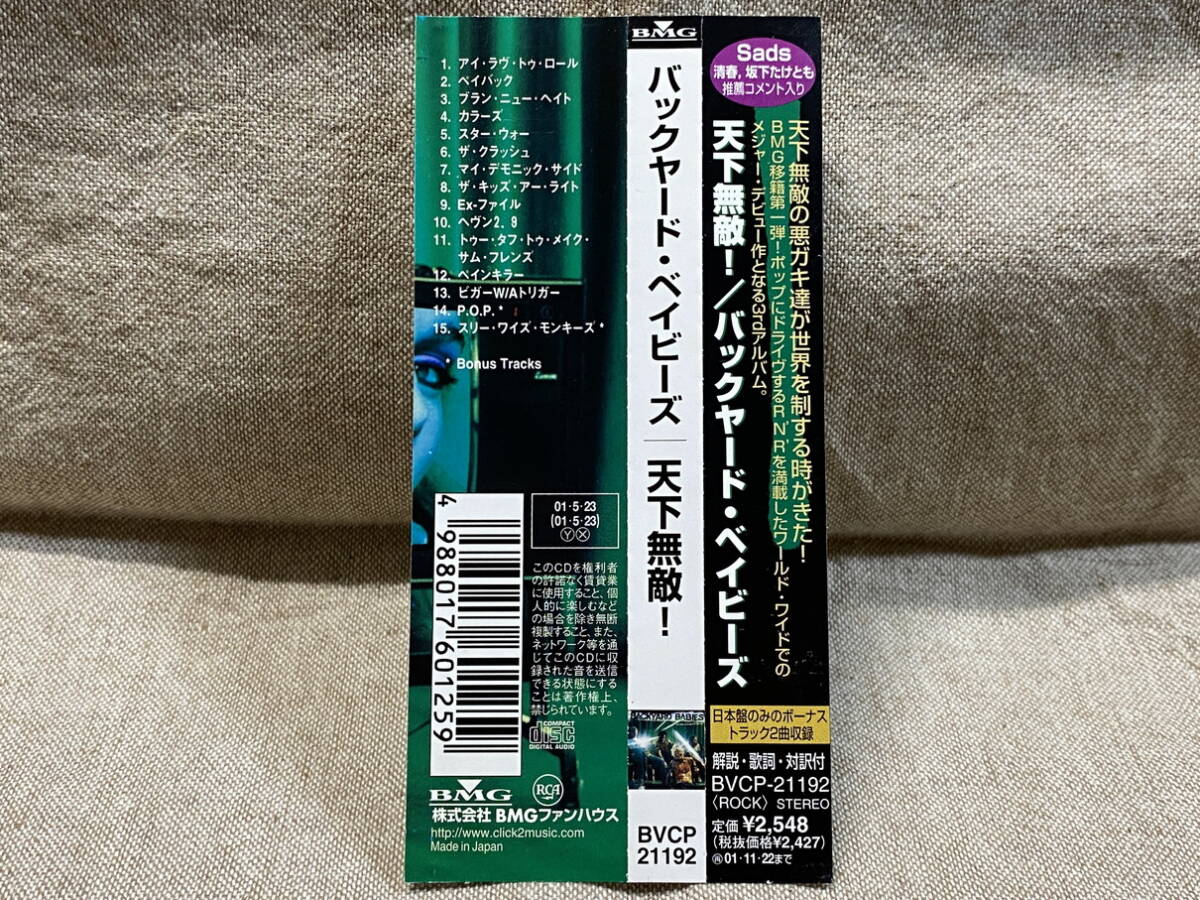 1. アイ・ラヴ・トゥ・ロール
2. ペイバック
3. ブラン・ニュー・ヘイト
4. カラーズ
5. スター・ウォー
6. ザ・クラッシュ
7. マイ・デモニック・サイド
8. ザ・キッズ・アー・ライト
9. Ex-ファイル
10. ヘヴン2、9
11. トゥー・タフ・トゥ・メイク・
サム・フレンズ
12. ペインキラー
13. ビガーW/Aトリガー
14. P.O.P. *
15. スリー・ワイズ・モンキーズ *
* Bonus Tracks
4 988017 601259
01・5・23
(01・5・23)
Ⓨ Ⓧ
このCDを権利者
の許諾なく賃貸業
に使用すること、個
人的に楽しむなど
の場合を除き無断
複製すること、また、
ネットワーク等を通
じてこのCDに収
録された音を送信
できる状態にする
ことは著作権上、
禁じられています。
COMPACT
disc
DIGITAL AUDIO
BMG
RCA
株式会社 BMGファンハウス
http://www.click2music.com
Made in Japan
BMG
バックヤード・ベイビーズ
天下無敵！
BACKYARD BABIES
BVCP
21192
Sads
清春, 坂下たけとも
推薦コメント入り
天下無敵の悪ガキ達が世界を制する時がきた！
BMG移籍第一弾！ポップにドライヴするR'N'Rを満載したワールド・ワイドでの
メジャー・デビュー作となる3rdアルバム。
天下無敵！／バックヤード・ベイビーズ
日本盤のみのボーナス
トラック2曲収録
解説・歌詞・対訳付
BVCP-21192
〈ROCK〉 STEREO
定価 ¥2,548
(税抜価格¥2,427)
Ⓡ01・11・22まで